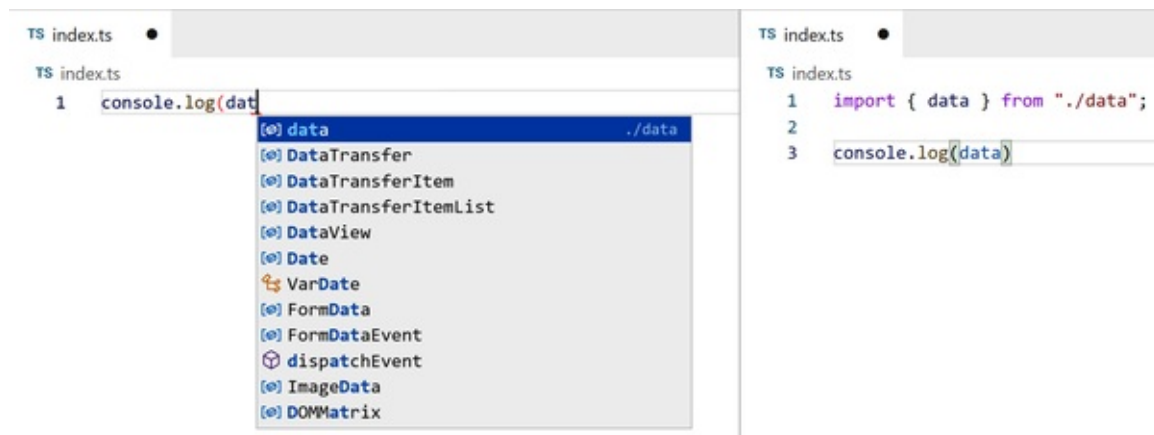 TS index.ts
TS index.ts
1 console.log(dat
data ./data
DataTransfer
DataTransferItem
DataTransferItemList
DataView
Date
VarDate
FormData
FormDataEvent
dispatchEvent
ImageData
DOMMatrix
TS index.ts
TS index.ts
1 import { data } from "./data";
2
3 console.log(data)